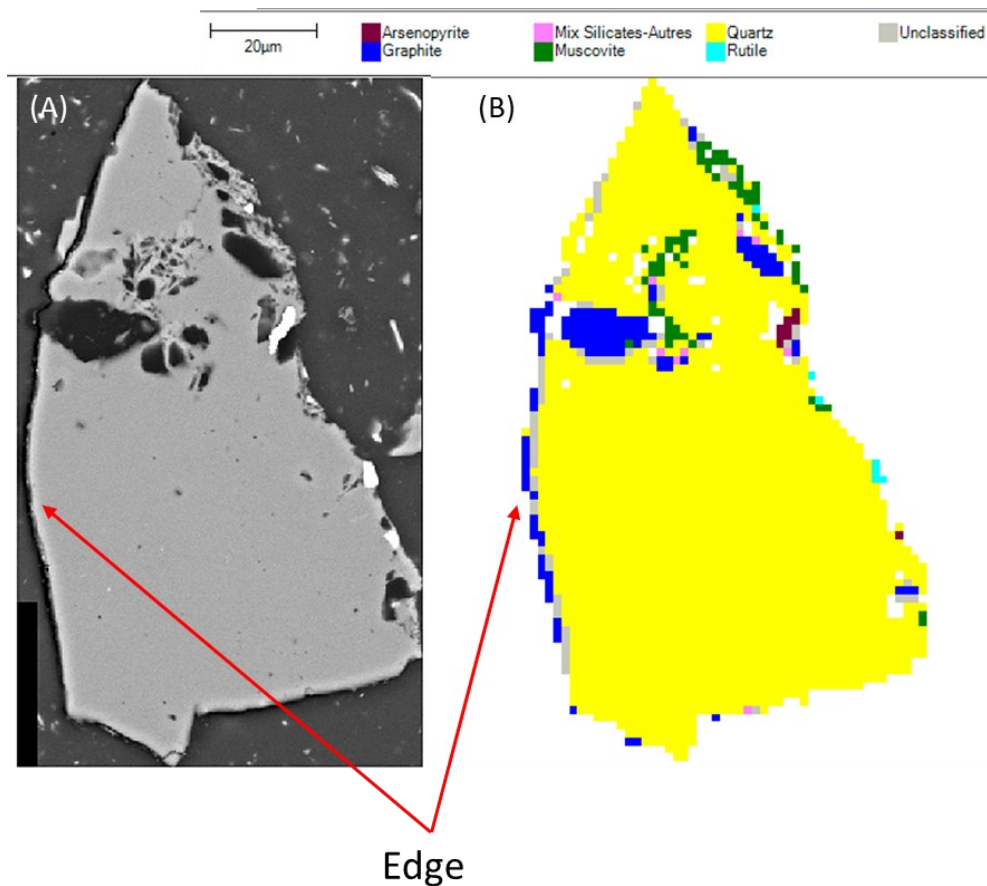 20µm
Arsenopyrite
Graphite
Mix Silicates-Autres
Muscovite
Quartz
Rutile
Unclassified
(A)
(B)
Edge